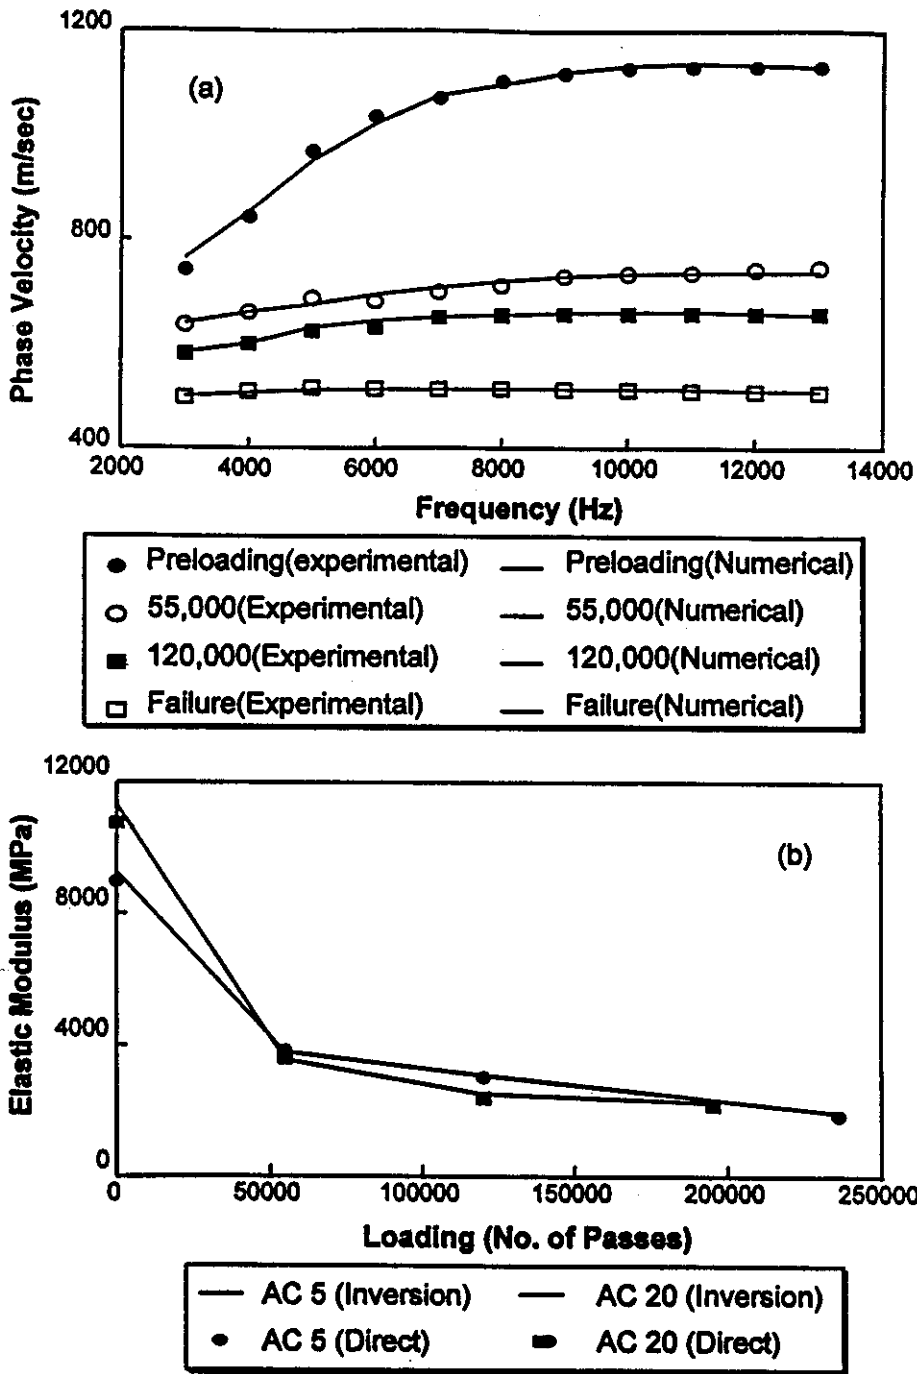 1200
(a)
800
400
Phase Velocity (m/sec)
2000 4000 6000 8000 10000 12000 14000
Frequency (Hz)
Preloading(experimental) Preloading(Numerical)
55,000(Experimental) 55,000(Numerical)
120,000(Experimental) 120,000(Numerical)
Failure(Experimental) Failure(Numerical)
12000
(b)
8000
4000
0
Elastic Modulus (MPa)
0 50000 100000 150000 200000 250000
Loading (No. of Passes)
AC 5 (Inversion) AC 20 (Inversion)
AC 5 (Direct) AC 20 (Direct)